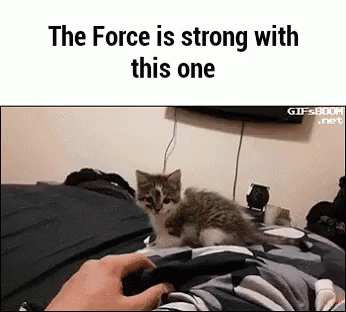 The Force is strong with
this one
GIFsBOOM
.net